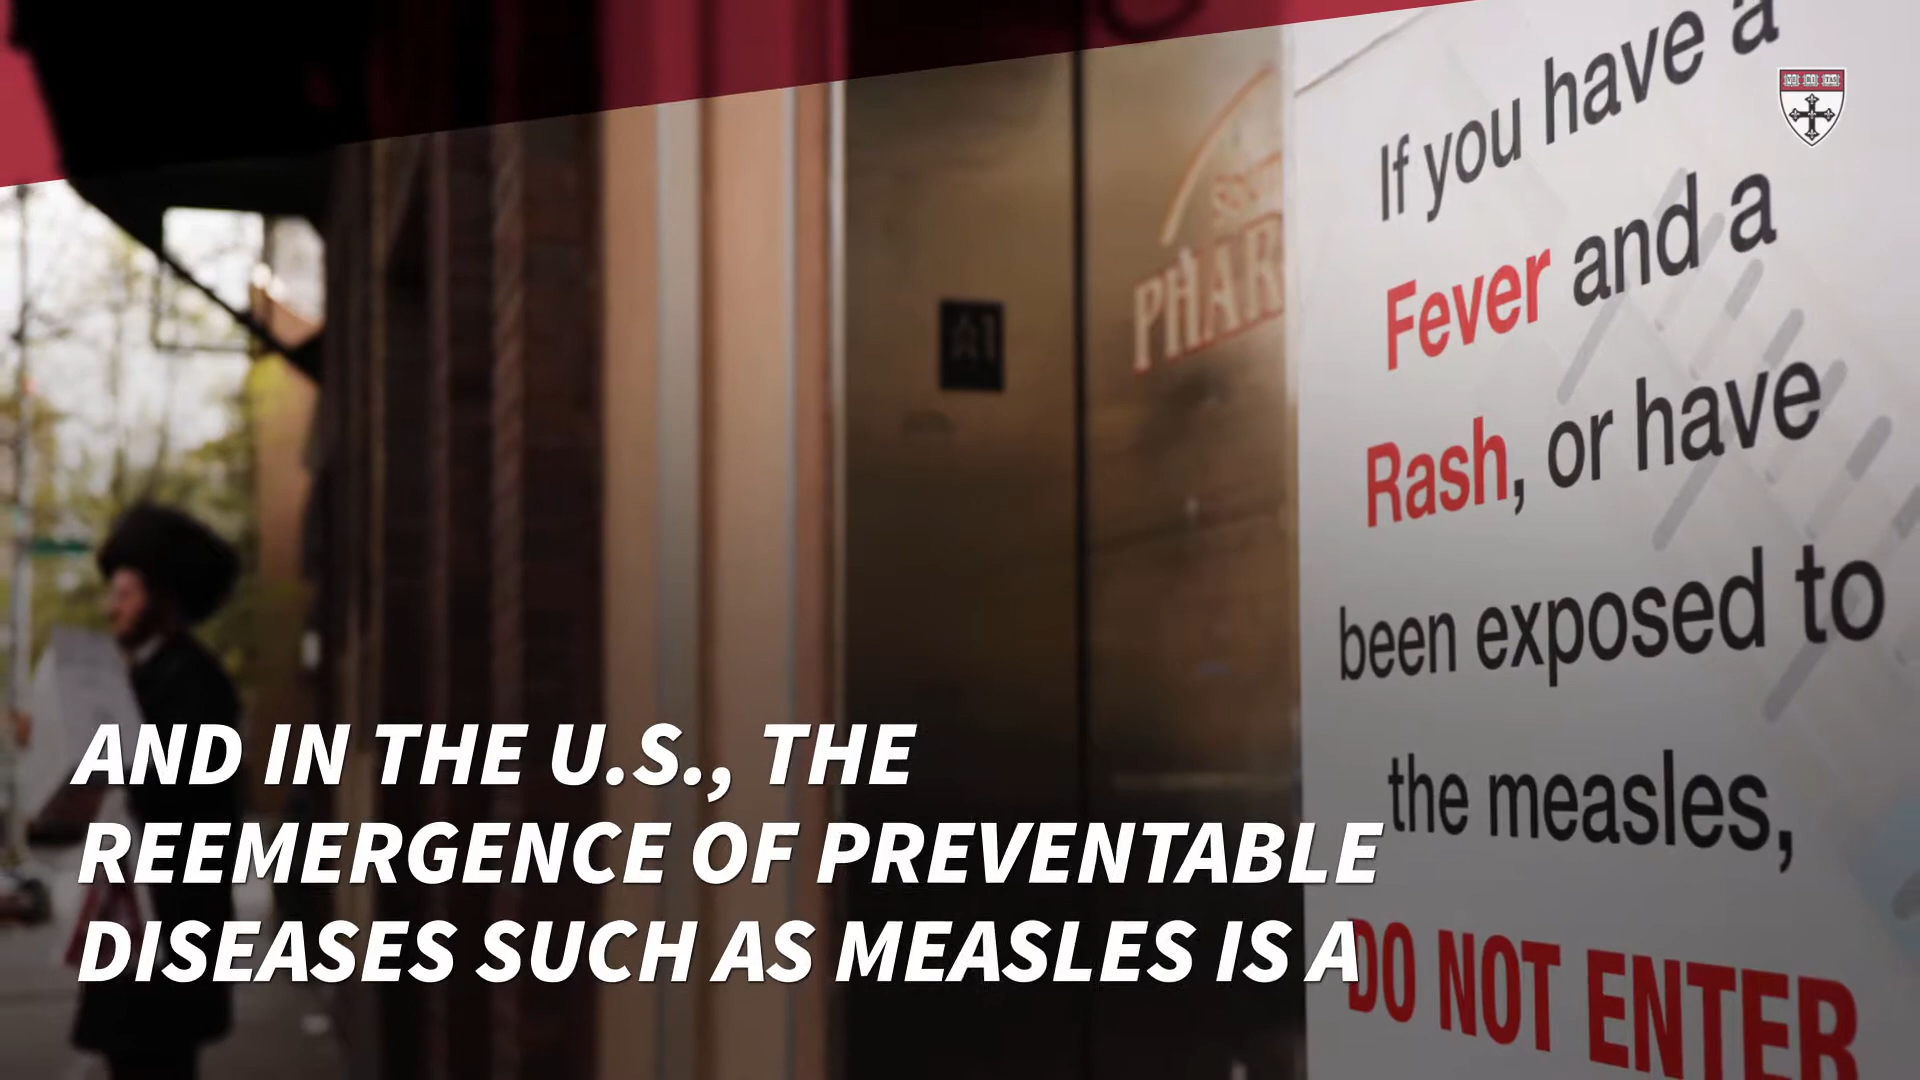 If you have a
Fever and a
Rash, or have
been exposed to
the measles,
DO NOT ENTER
PHAR
AND IN THE U.S., THE
REEMERGENCE OF PREVENTABLE
DISEASES SUCH AS MEASLES IS A